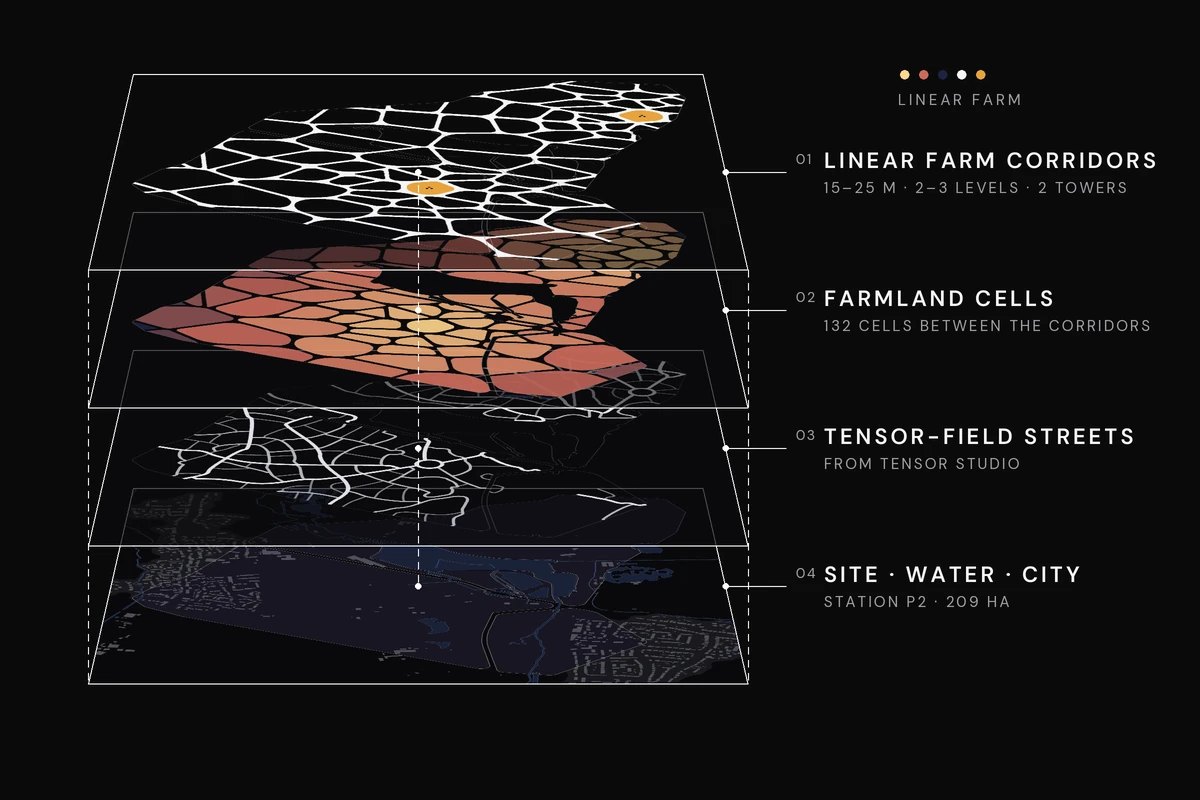 LINEAR FARM
01 LINEAR FARM CORRIDORS
15–25 M · 2–3 LEVELS · 2 TOWERS
02 FARMLAND CELLS
132 CELLS BETWEEN THE CORRIDORS
03 TENSOR-FIELD STREETS
FROM TENSOR STUDIO
04 SITE · WATER · CITY
STATION P2 · 209 HA